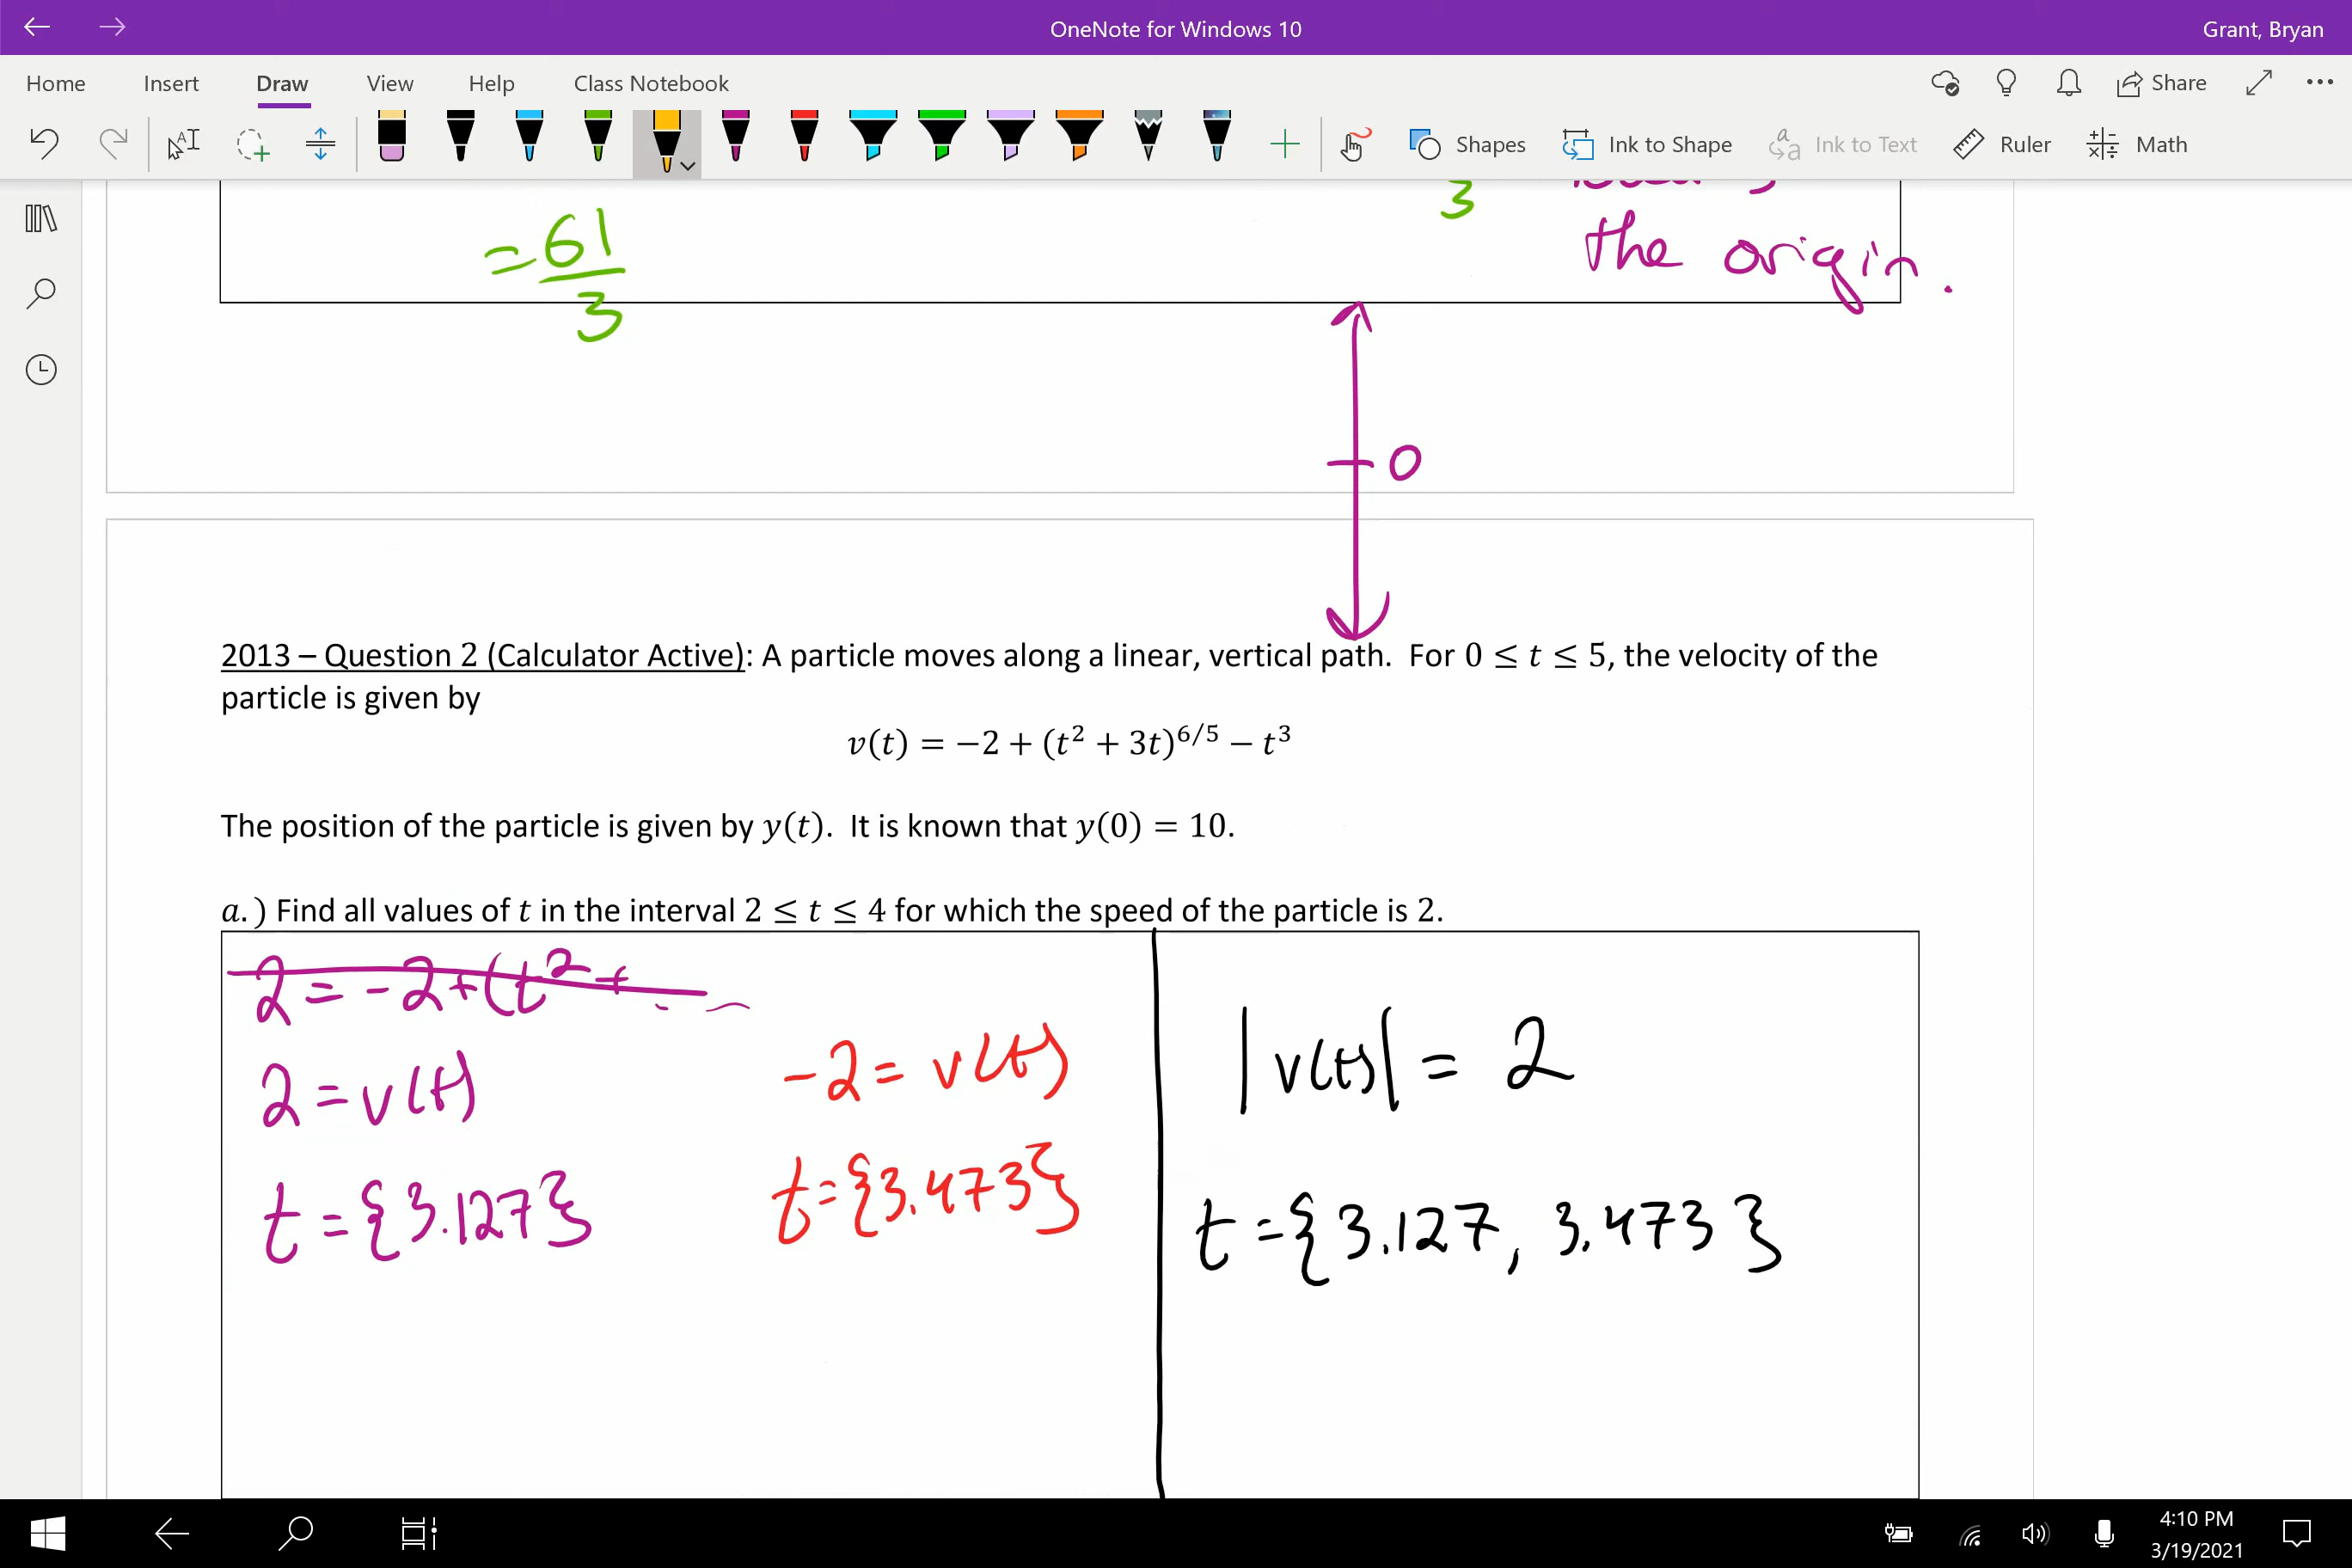 OneNote for Windows 10
Grant, Bryan
Home Insert Draw View Help Class Notebook
Share
Shapes Ink to Shape Ink to Text Ruler Math
= 61/3
3
the origin.
0
2013 – Question 2 (Calculator Active): A particle moves along a linear, vertical path. For 0 ≤ t ≤ 5, the velocity of the
particle is given by
v(t) = −2 + (t² + 3t)^{6/5} − t³
The position of the particle is given by y(t). It is known that y(0) = 10.
a.) Find all values of t in the interval 2 ≤ t ≤ 4 for which the speed of the particle is 2.
2 = -2 + (t² + ...
2 = v(t)
t = {3.127}
-2 = v(t)
t = {3.473}
|v(t)| = 2
t = {3.127, 3.473}
4:10 PM
3/19/2021